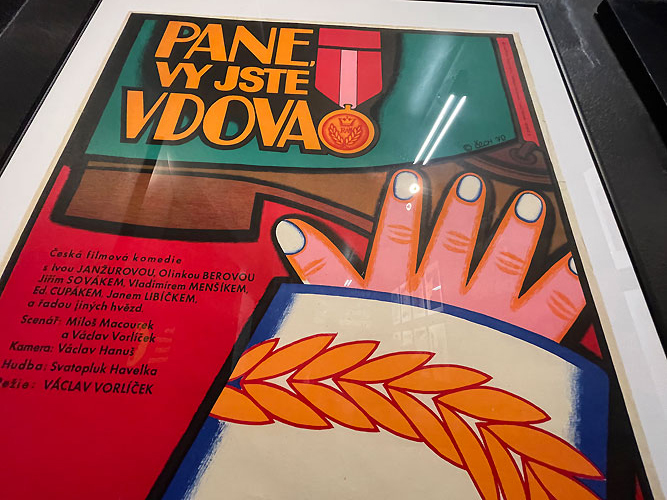 PANE,
VY JSTE
VDOVA
Česká filmová komedie
s Ivou JANŽUROVOU, Olinkou BEROVOU
Jiřím SOVÁKEM, Vladimírem MENŠÍKEM,
Ed. CUPÁKEM, Janem LIBÍČKEM,
a řadou jiných hvězd.
Scenář: Miloš Macourek
a Václav Vorlíček
Kamera: Václav Hanuš
Hudba: Svatopluk Havelka
Režie: VÁCLAV VORLÍČEK